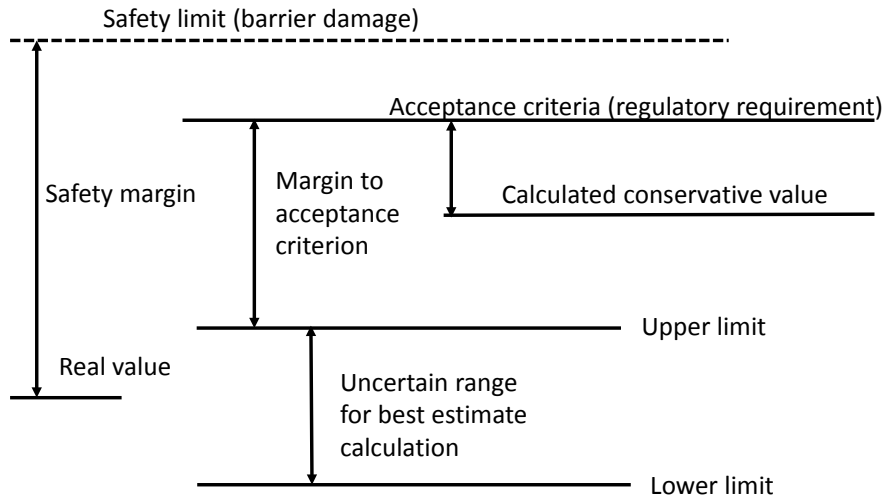 Safety limit (barrier damage)
Acceptance criteria (regulatory requirement)
Safety margin
Margin to
acceptance
criterion
Calculated conservative value
Upper limit
Real value
Uncertain range
for best estimate
calculation
Lower limit